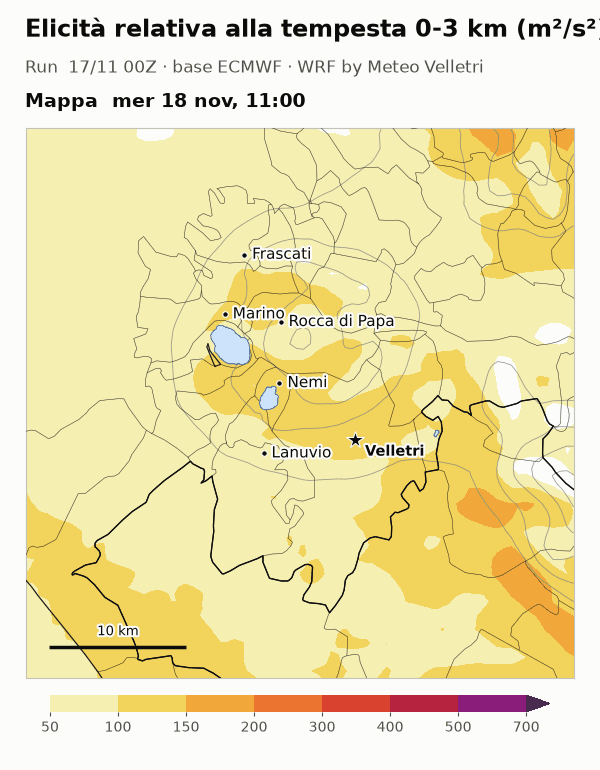 Elicità relativa alla tempesta 0-3 km (m²/s²)
Run 17/11 00Z · base ECMWF · WRF by Meteo Velletri
Mappa mer 18 nov, 11:00
Frascati
Marino
Rocca di Papa
Nemi
Velletri
Lanuvio
10 km
50 100 150 200 300 400 500 700